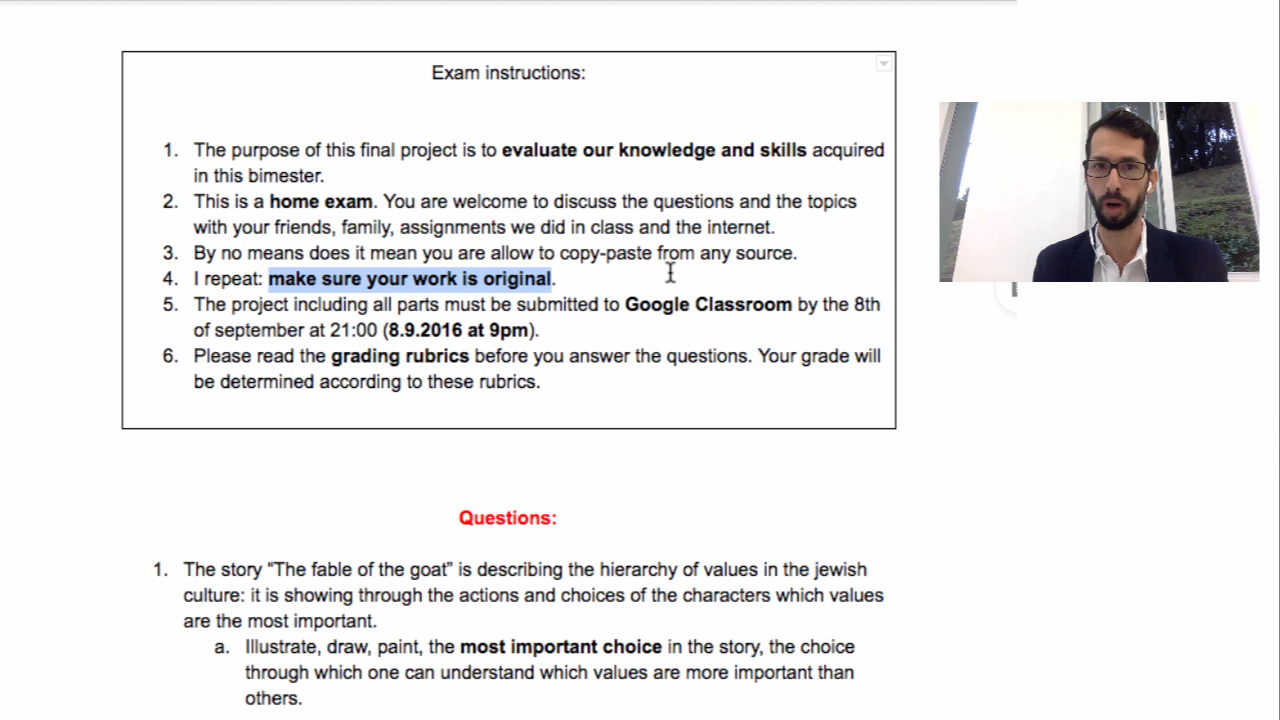 Exam instructions:
1. The purpose of this final project is to evaluate our knowledge and skills acquired
in this bimester.
2. This is a home exam. You are welcome to discuss the questions and the topics
with your friends, family, assignments we did in class and the internet.
3. By no means does it mean you are allow to copy-paste from any source.
4. I repeat: make sure your work is original.
5. The project including all parts must be submitted to Google Classroom by the 8th
of september at 21:00 (8.9.2016 at 9pm).
6. Please read the grading rubrics before you answer the questions. Your grade will
be determined according to these rubrics.
Questions:
1. The story “The fable of the goat” is describing the hierarchy of values in the jewish
culture: it is showing through the actions and choices of the characters which values
are the most important.
a. Illustrate, draw, paint, the most important choice in the story, the choice
through which one can understand which values are more important than
others.